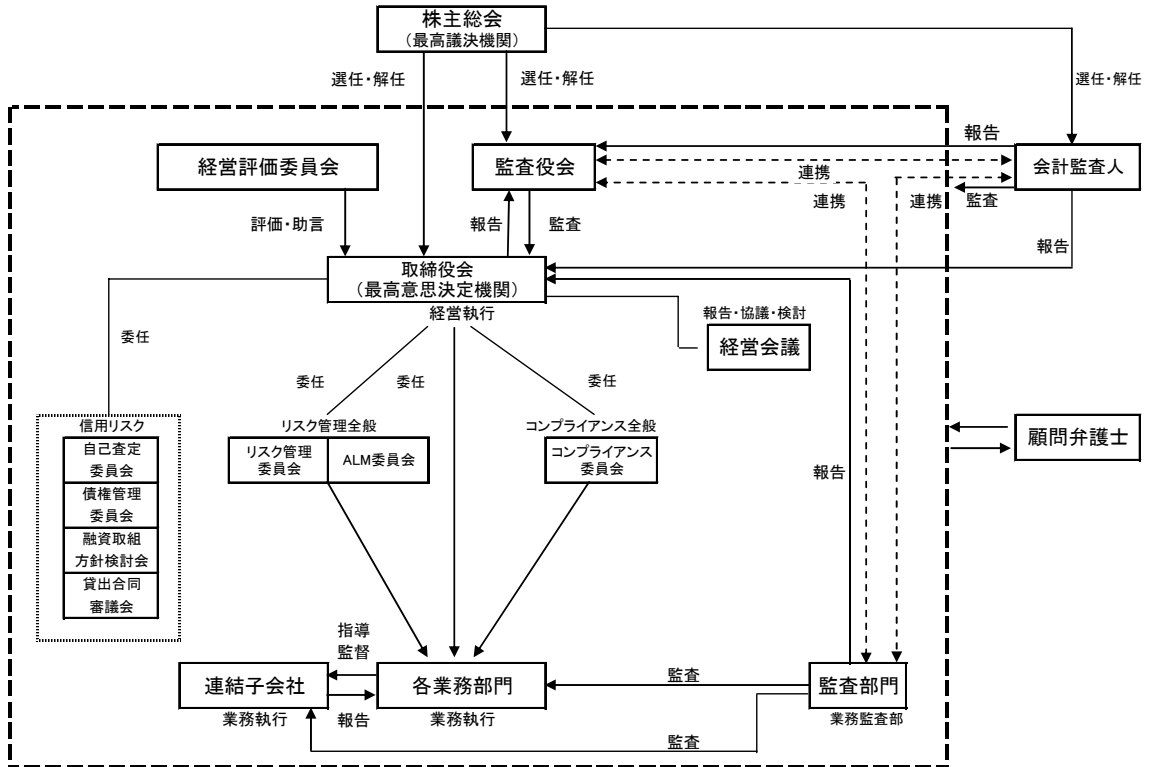 株主総会
(最高議決機関)
選任・解任
選任・解任
選任・解任
経営評価委員会
監査役会
報告
会計監査人
連携
連携
連携
監査
評価・助言
報告
監査
報告
取締役会
(最高意思決定機関)
経営執行
報告・協議・検討
経営会議
委任
委任
委任
委任
信用リスク
自己査定
委員会
債権管理
委員会
融資取組
方針検討会
貸出合同
審議会
リスク管理全般
リスク管理
委員会
ALM委員会
コンプライアンス全般
コンプライアンス
委員会
顧問弁護士
報告
指導
監督
連結子会社
業務執行
報告
各業務部門
業務執行
監査
監査部門
業務監査部
監査